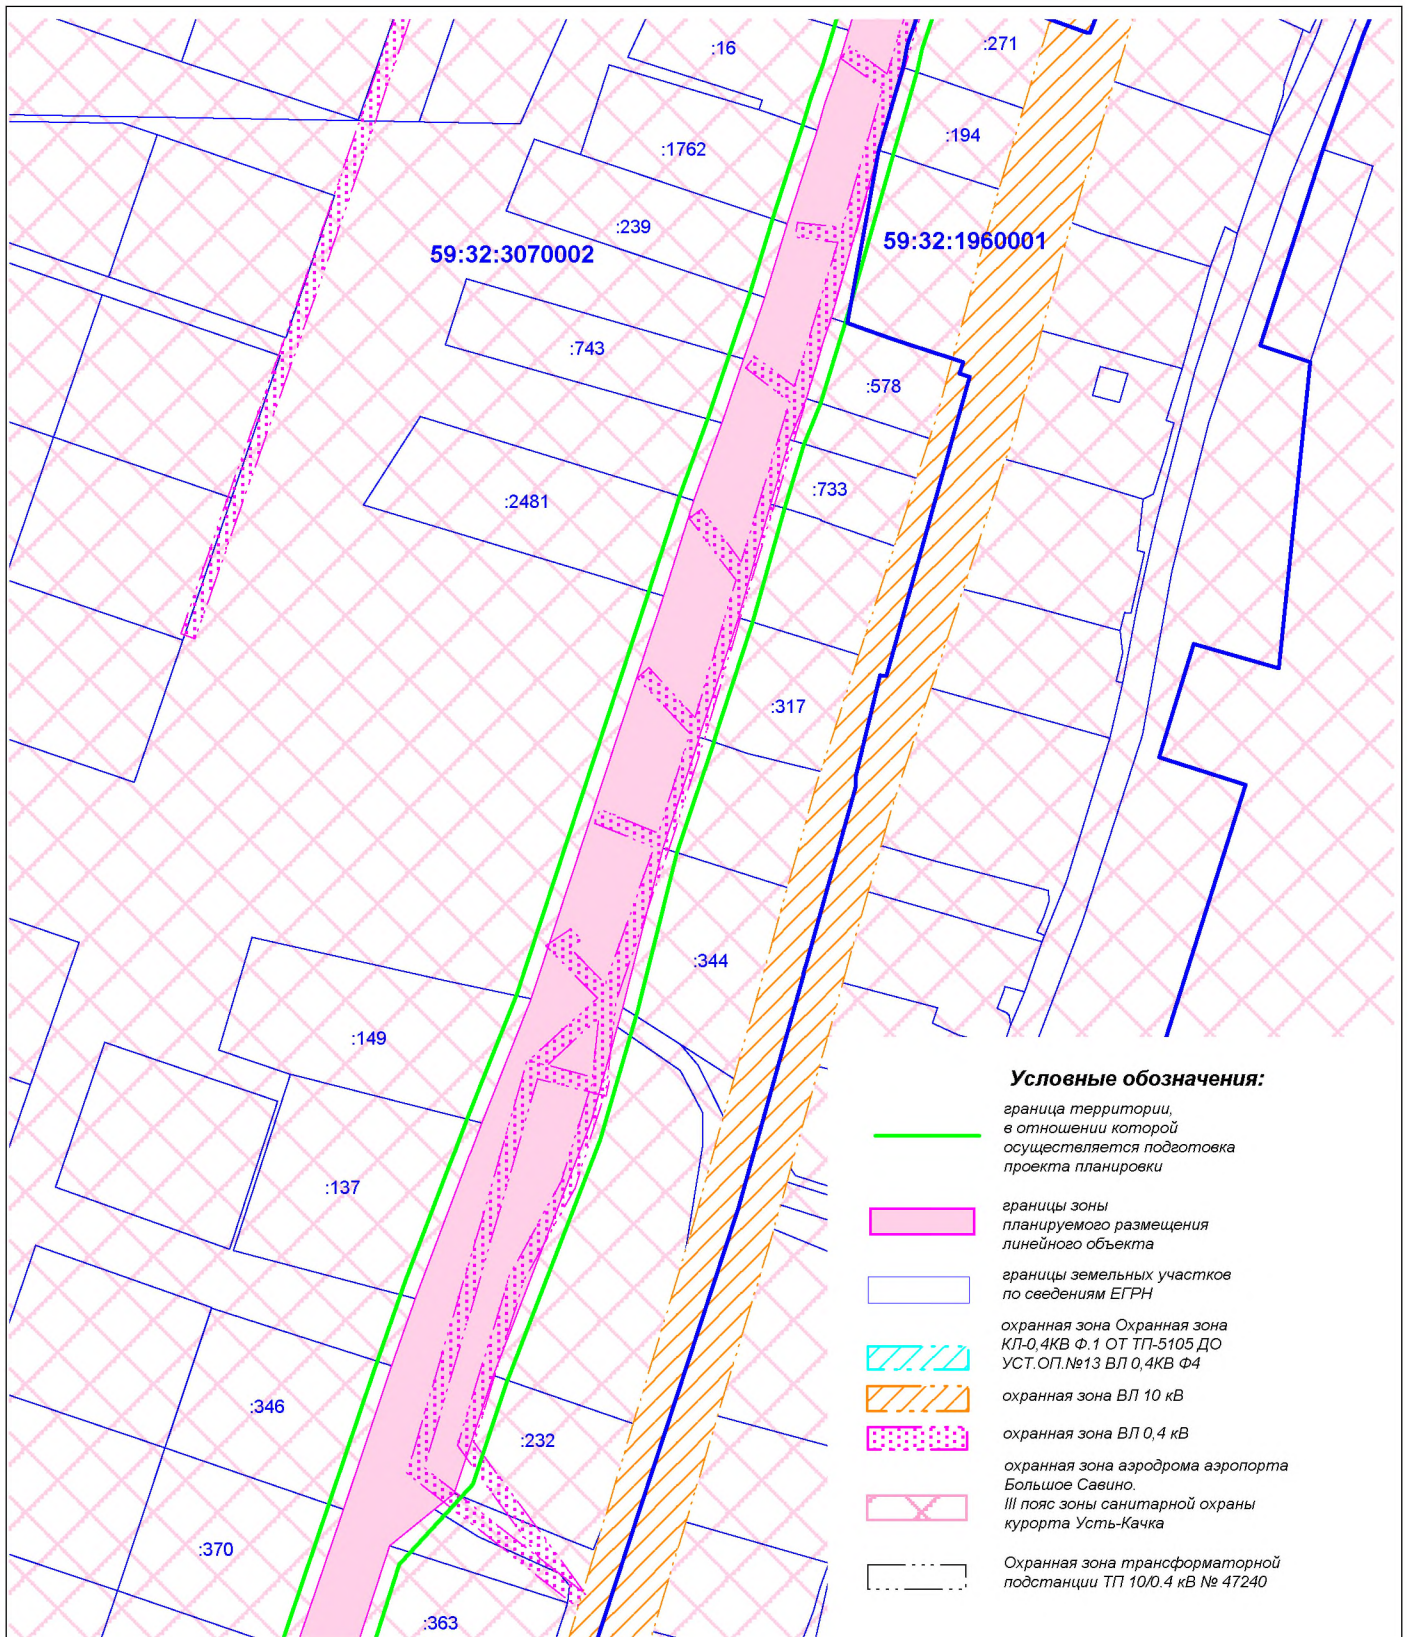 :16
:271
:194
:1762
:239
59:32:3070002
59:32:1960001
:743
:578
:2481
:733
:317
:344
:149
:137
:346
:232
:370
:363
Условные обозначения:
граница территории,
в отношении которой
осуществляется подготовка
проекта планировки
границы зоны
планируемого размещения
линейного объекта
границы земельных участков
по сведениям ЕГРН
охранная зона Охранная зона
КЛ-0,4КВ Ф.1 ОТ ТП-5105 ДО
УСТ.ОП.№13 ВЛ 0,4КВ Ф4
охранная зона ВЛ 10 кВ
охранная зона ВЛ 0,4 кВ
охранная зона аэродрома аэропорта
Большое Савино.
III пояс зоны санитарной охраны
курорта Усть-Качка
Охранная зона трансформаторной
подстанции ТП 10/0.4 кВ № 47240